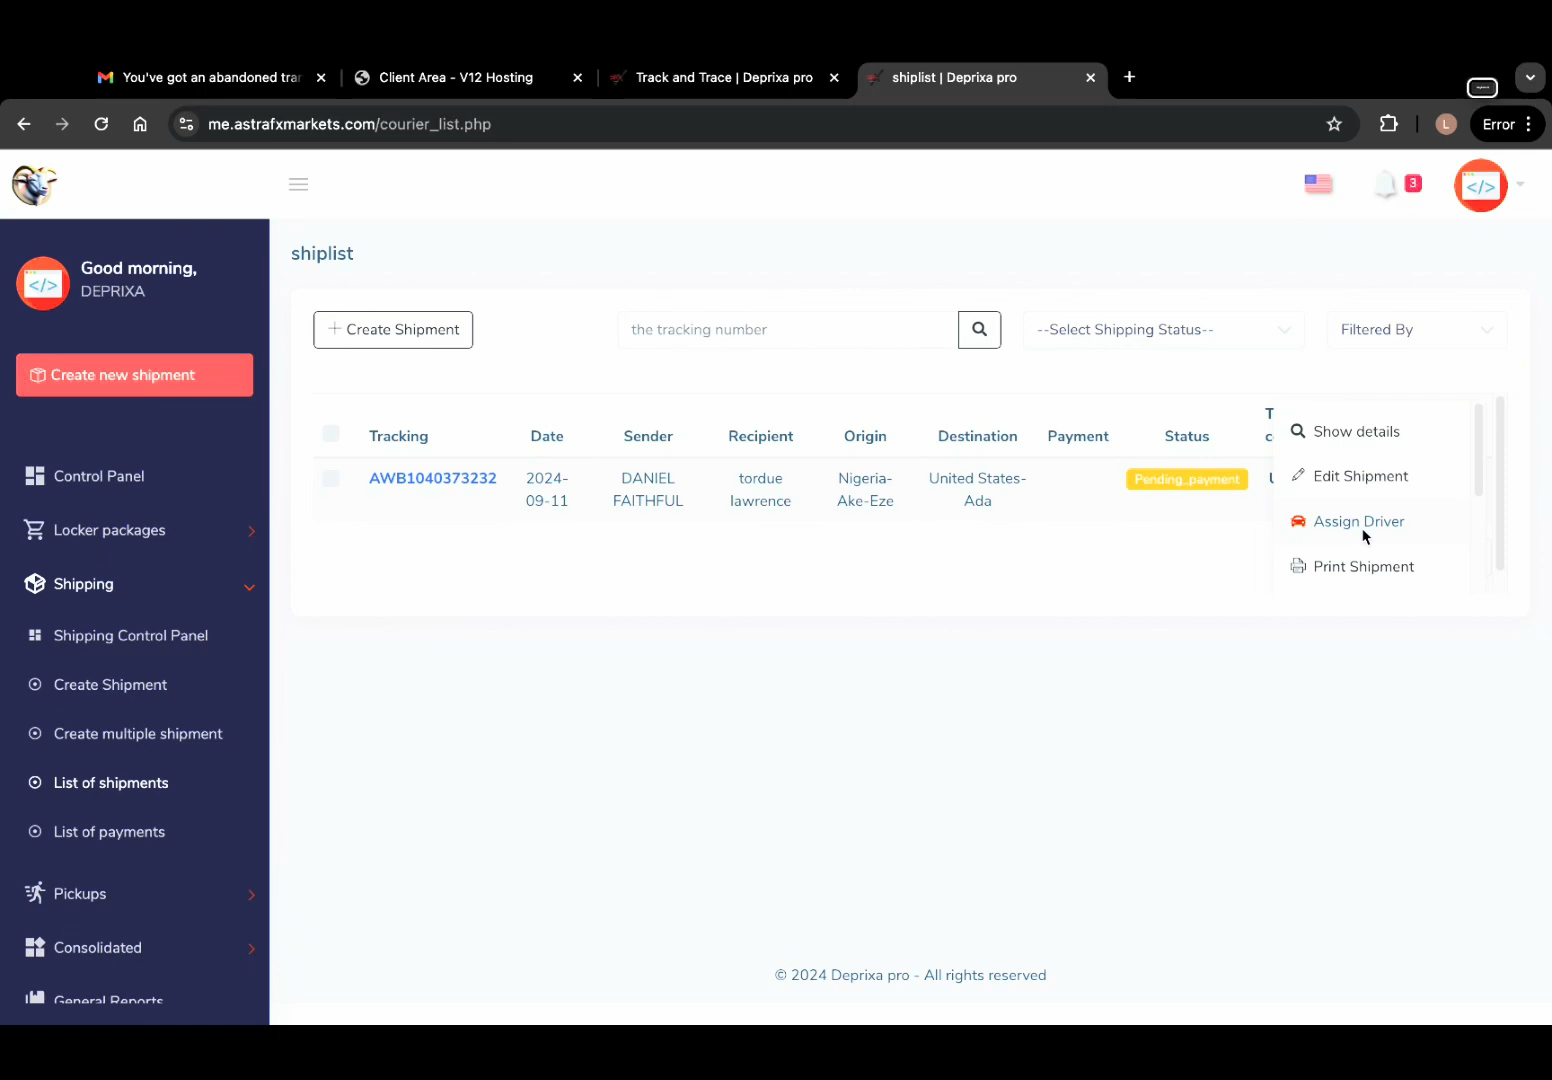 You've got an abandoned tra
Client Area - V12 Hosting
Track and Trace | Deprixa pro
shiplist | Deprixa pro
me.astrafxmarkets.com/courier_list.php
L
Error
3
</>
Good morning,
DEPRIXA
</>
Create new shipment
Control Panel
Locker packages
Shipping
Shipping Control Panel
Create Shipment
Create multiple shipment
List of shipments
List of payments
Pickups
Consolidated
General Reports
shiplist
+ Create Shipment
the tracking number
--Select Shipping Status--
Filtered By
Tracking
Date
Sender
Recipient
Origin
Destination
Payment
Status
T
c
AWB1040373232
2024-
09-11
DANIEL
FAITHFUL
tordue
lawrence
Nigeria-
Ake-Eze
United States-
Ada
Pending_payment
Show details
Edit Shipment
Assign Driver
Print Shipment
© 2024 Deprixa pro - All rights reserved